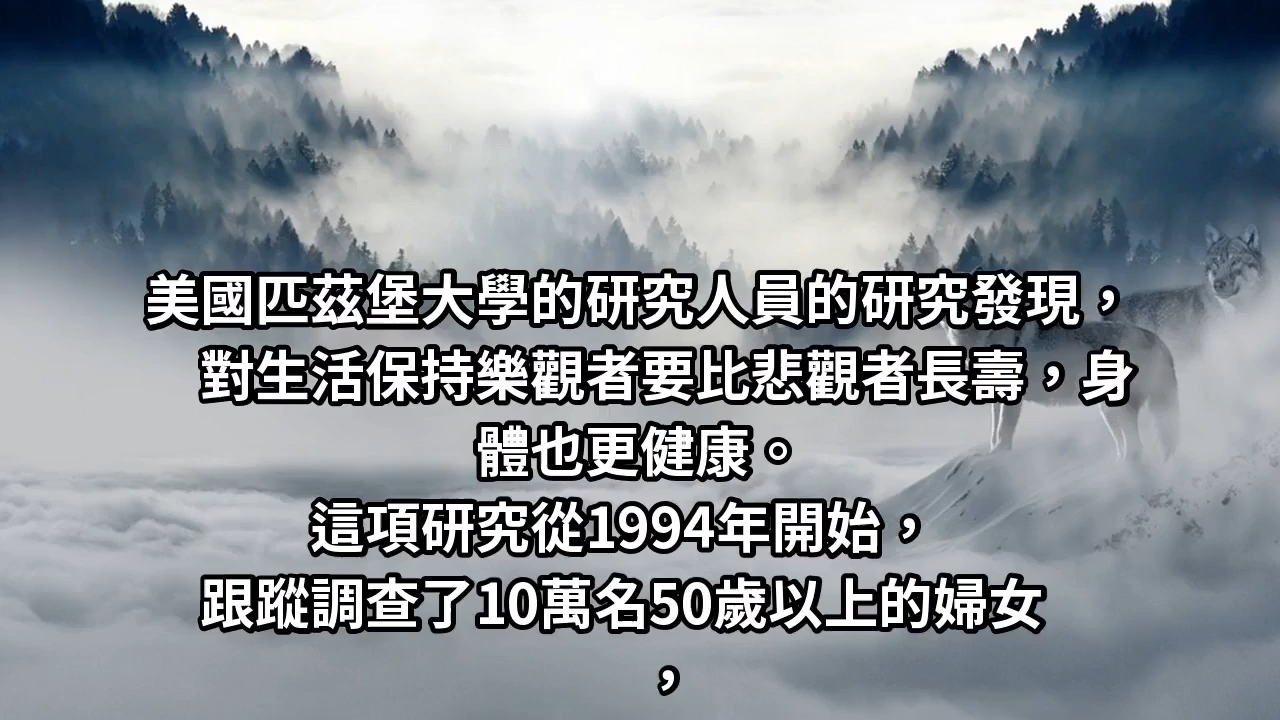 美國匹茲堡大學的研究人員的研究發現，
對生活保持樂觀者要比悲觀者長壽，身
體也更健康。
這項研究從1994年開始，
跟蹤調查了10萬名50歲以上的婦女
，